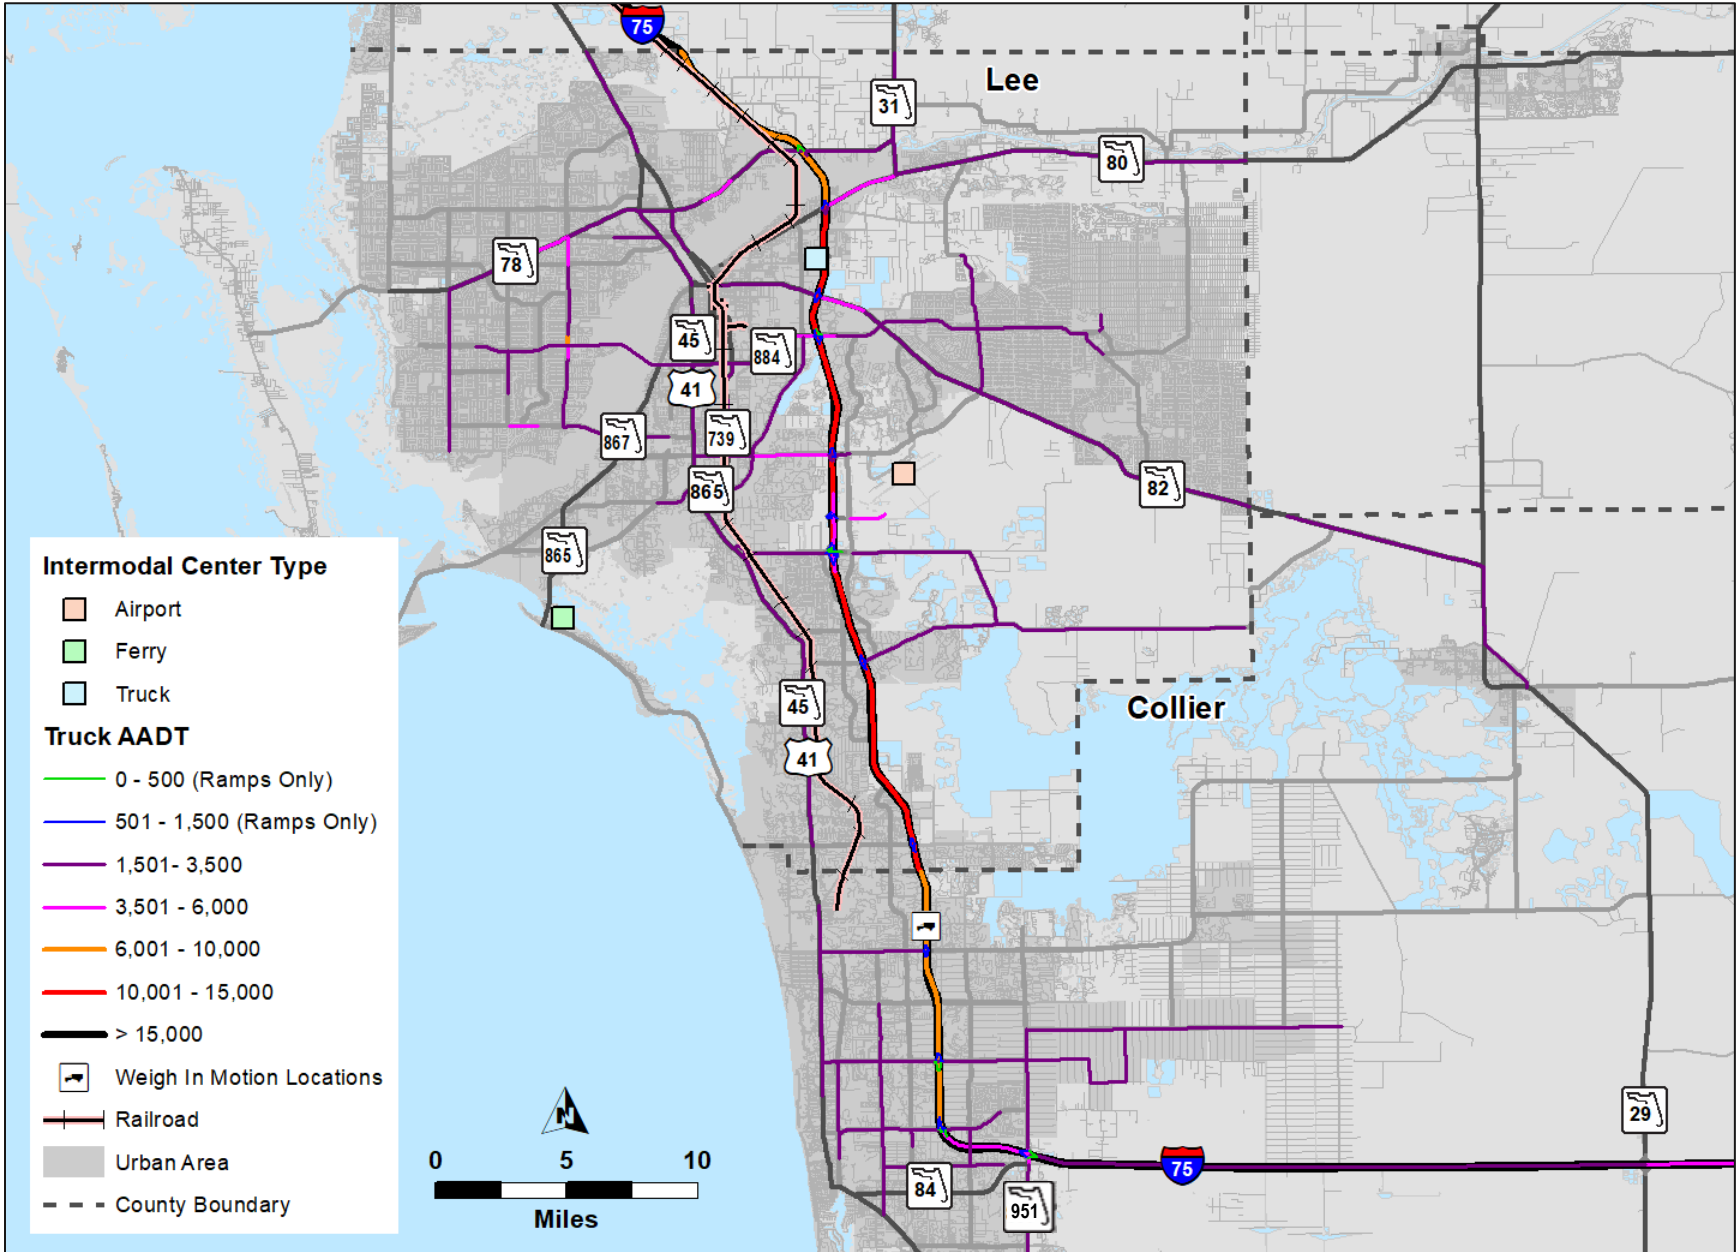 75
Lee
31
80
78
45
884
41
867
739
865
82
865
Intermodal Center Type
Airport
Ferry
Truck
Truck AADT
0 - 500 (Ramps Only)
501 - 1,500 (Ramps Only)
1,501- 3,500
3,501 - 6,000
6,001 - 10,000
10,001 - 15,000
> 15,000
Weigh In Motion Locations
Railroad
Urban Area
County Boundary
45
Collier
41
N
0 5 10
Miles
29
75
84
951